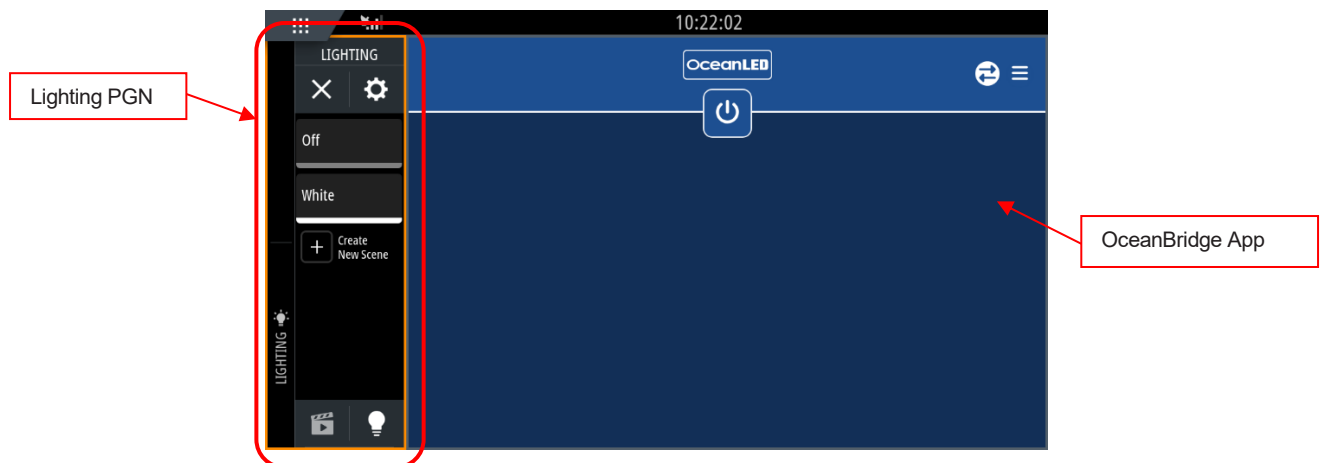 10:22:02
LIGHTING
OceanLED
Lighting PGN
Off
White
Create
New Scene
OceanBridge App
LIGHTING